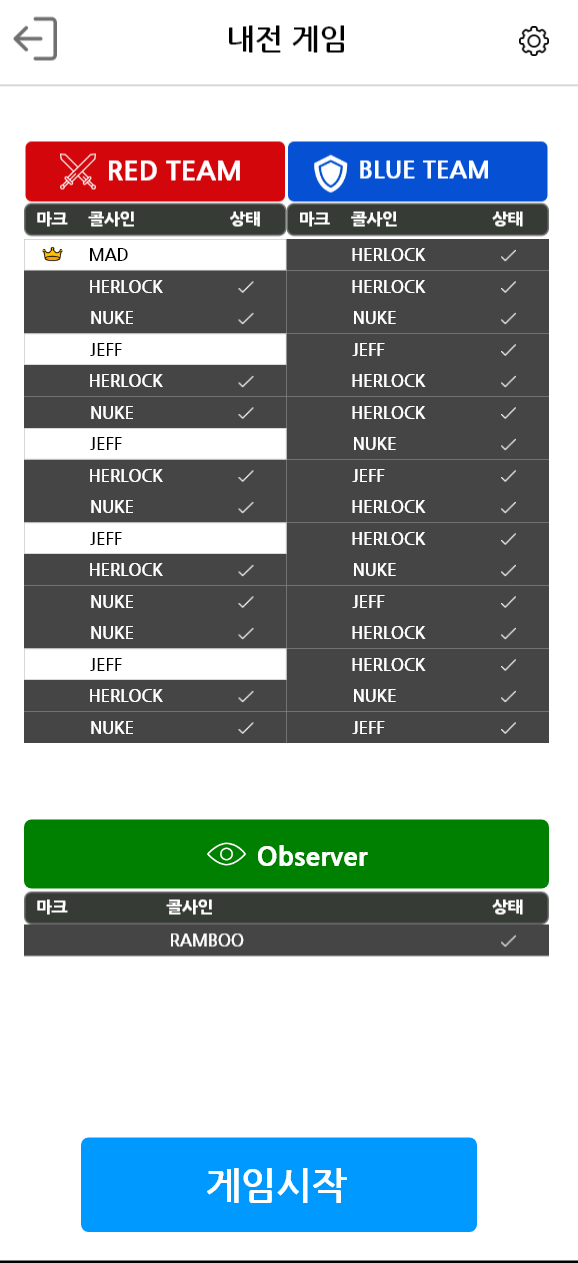 내전 게임
RED TEAM BLUE TEAM
마크 콜사인 상태 마크 콜사인 상태
MAD HERLOCK
HERLOCK HERLOCK
NUKE NUKE
JEFF JEFF
HERLOCK HERLOCK
NUKE HERLOCK
JEFF NUKE
HERLOCK JEFF
NUKE HERLOCK
JEFF HERLOCK
HERLOCK NUKE
NUKE JEFF
NUKE HERLOCK
JEFF HERLOCK
HERLOCK NUKE
NUKE JEFF
Observer
마크 콜사인 상태
RAMBOO
게임시작